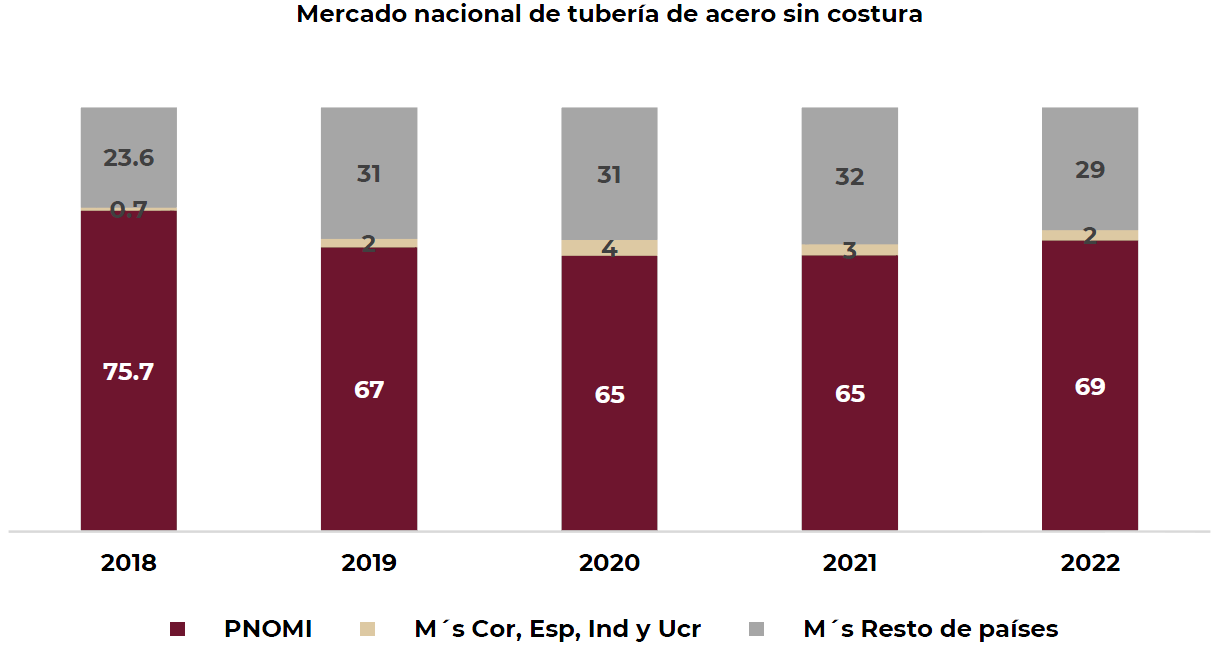 Mercado nacional de tubería de acero sin costura
23.6 31 31 32 29
0.7 2 4 3 2
75.7 67 65 65 69
2018 2019 2020 2021 2022
PNOMI M´s Cor, Esp, Ind y Ucr M´s Resto de países